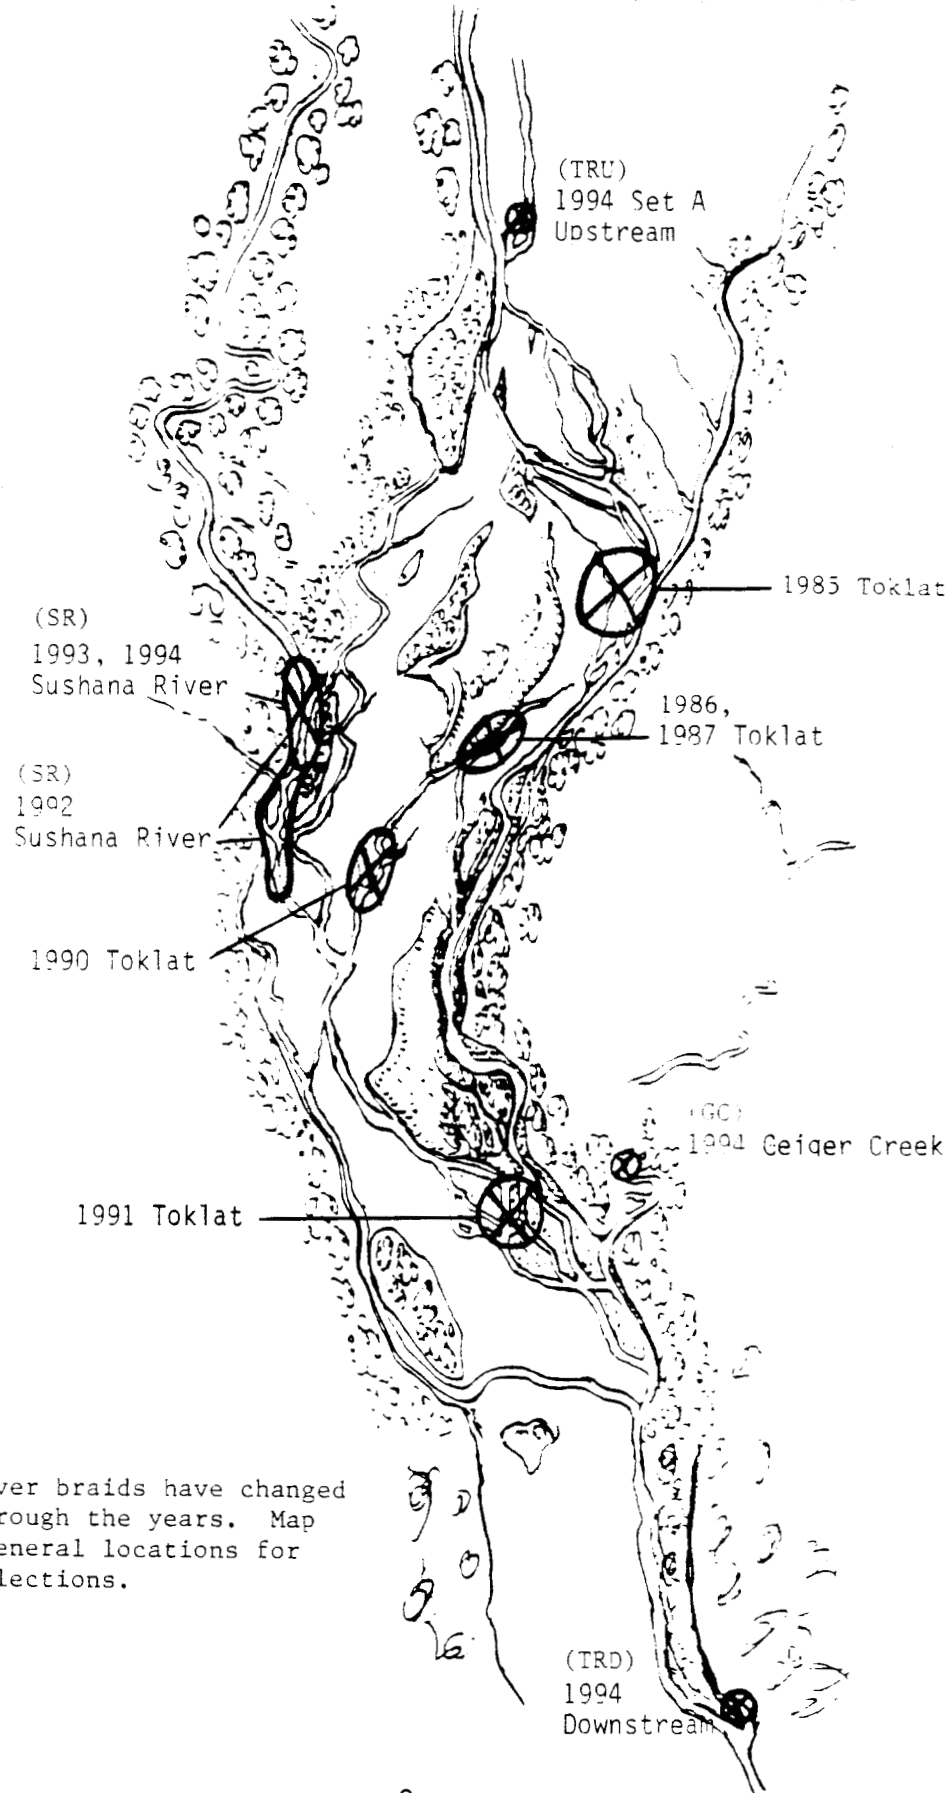 (TRU)
1994 Set A
Upstream
1985 Toklat
(SR)
1993, 1994
Sushana River
1986,
1987 Toklat
(SR)
1992
Sushana River
1990 Toklat
(GC)
1994 Geiger Creek
1991 Toklat
ver braids have changed
rough the years. Map
eneral locations for
lections.
(TRD)
1994
Downstream